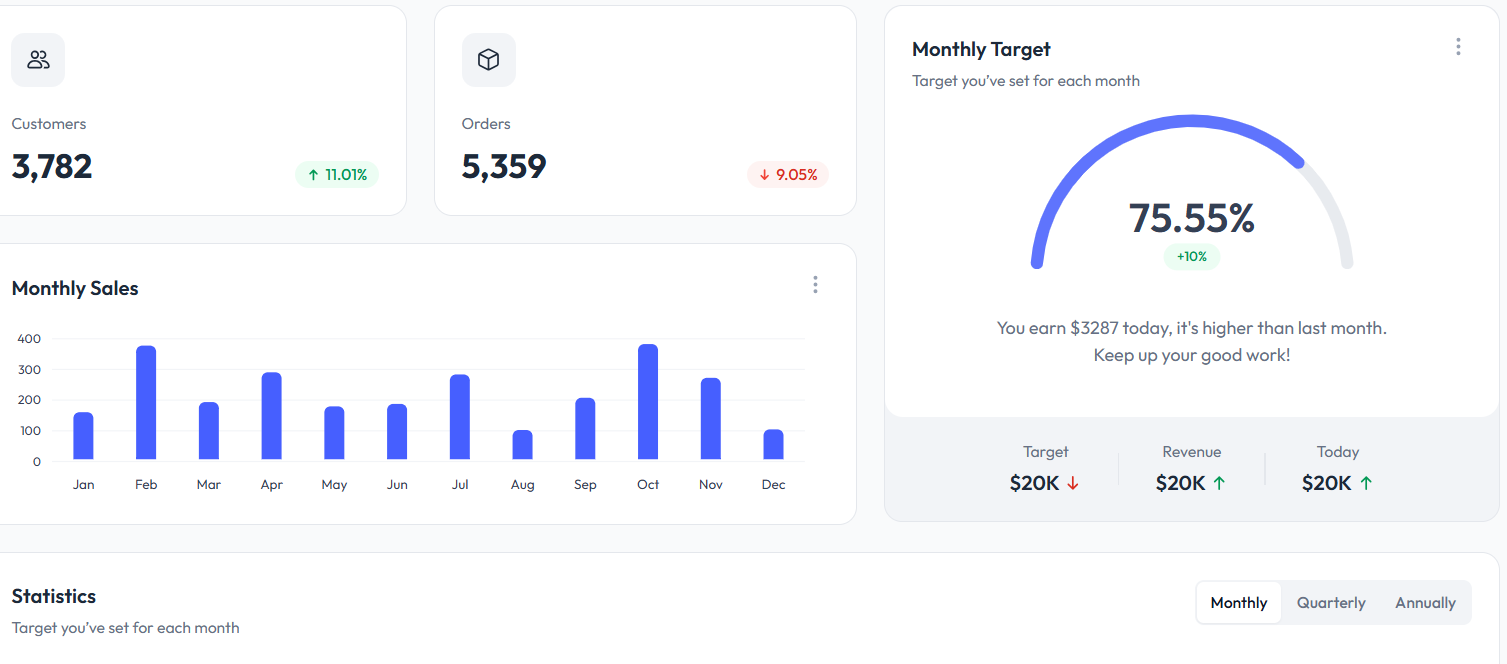 Customers
3,782
↑ 11.01%
Orders
5,359
↓ 9.05%
Monthly Sales
400
300
200
100
0
Jan Feb Mar Apr May Jun Jul Aug Sep Oct Nov Dec
Monthly Target
Target you’ve set for each month
75.55%
+10%
You earn $3287 today, it's higher than last month.
Keep up your good work!
Target
$20K ↓
Revenue
$20K ↑
Today
$20K ↑
Statistics
Target you’ve set for each month
Monthly Quarterly Annually